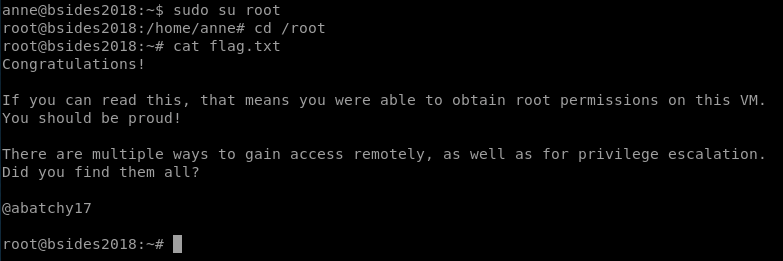 anne@bsides2018:~$ sudo su root
root@bsides2018:/home/anne# cd /root
root@bsides2018:~# cat flag.txt
Congratulations!
If you can read this, that means you were able to obtain root permissions on this VM.
You should be proud!
There are multiple ways to gain access remotely, as well as for privilege escalation.
Did you find them all?
@abatchy17
root@bsides2018:~#